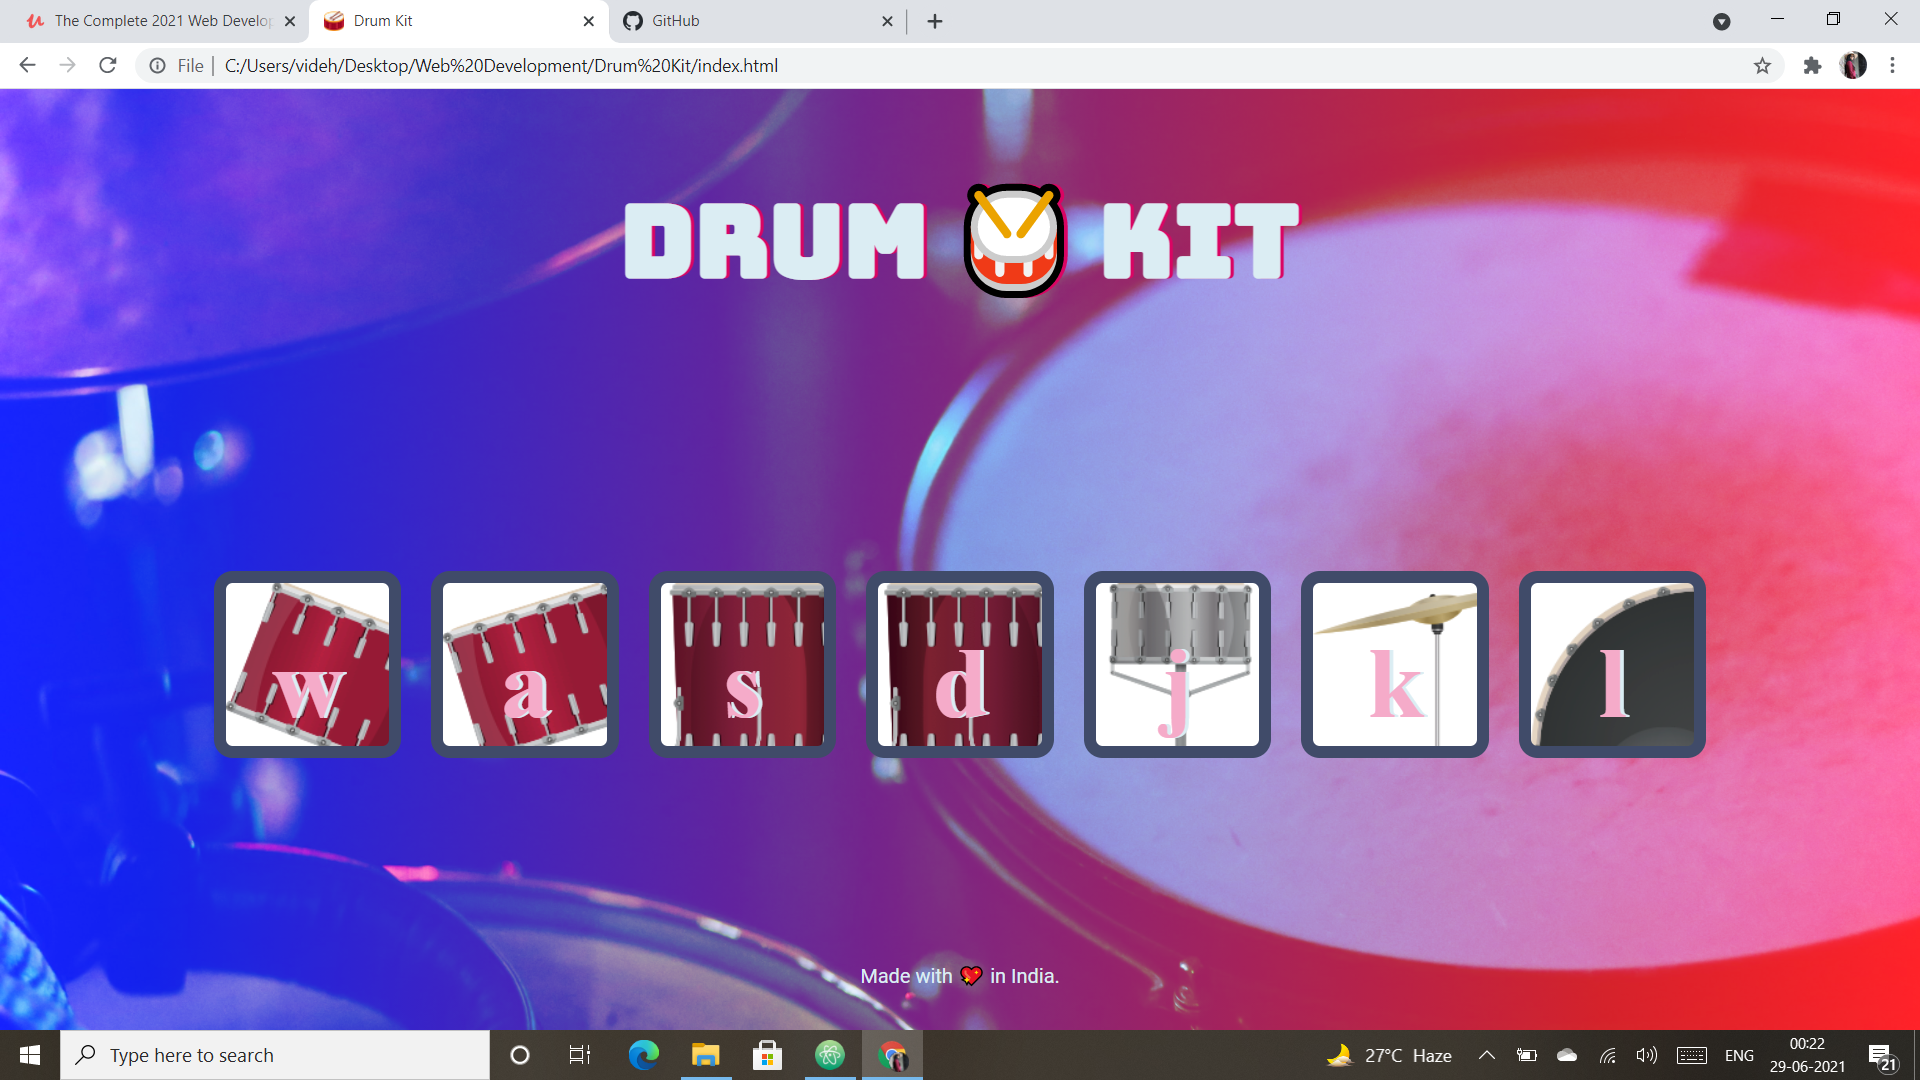 The Complete 2021 Web Develop
Drum Kit
GitHub
File
C:/Users/videh/Desktop/Web%20Development/Drum%20Kit/index.html
DRUM KIT
w a s d j k l
Made with 💖 in India.
Type here to search
27°C Haze
ENG
00:22
29-06-2021
21